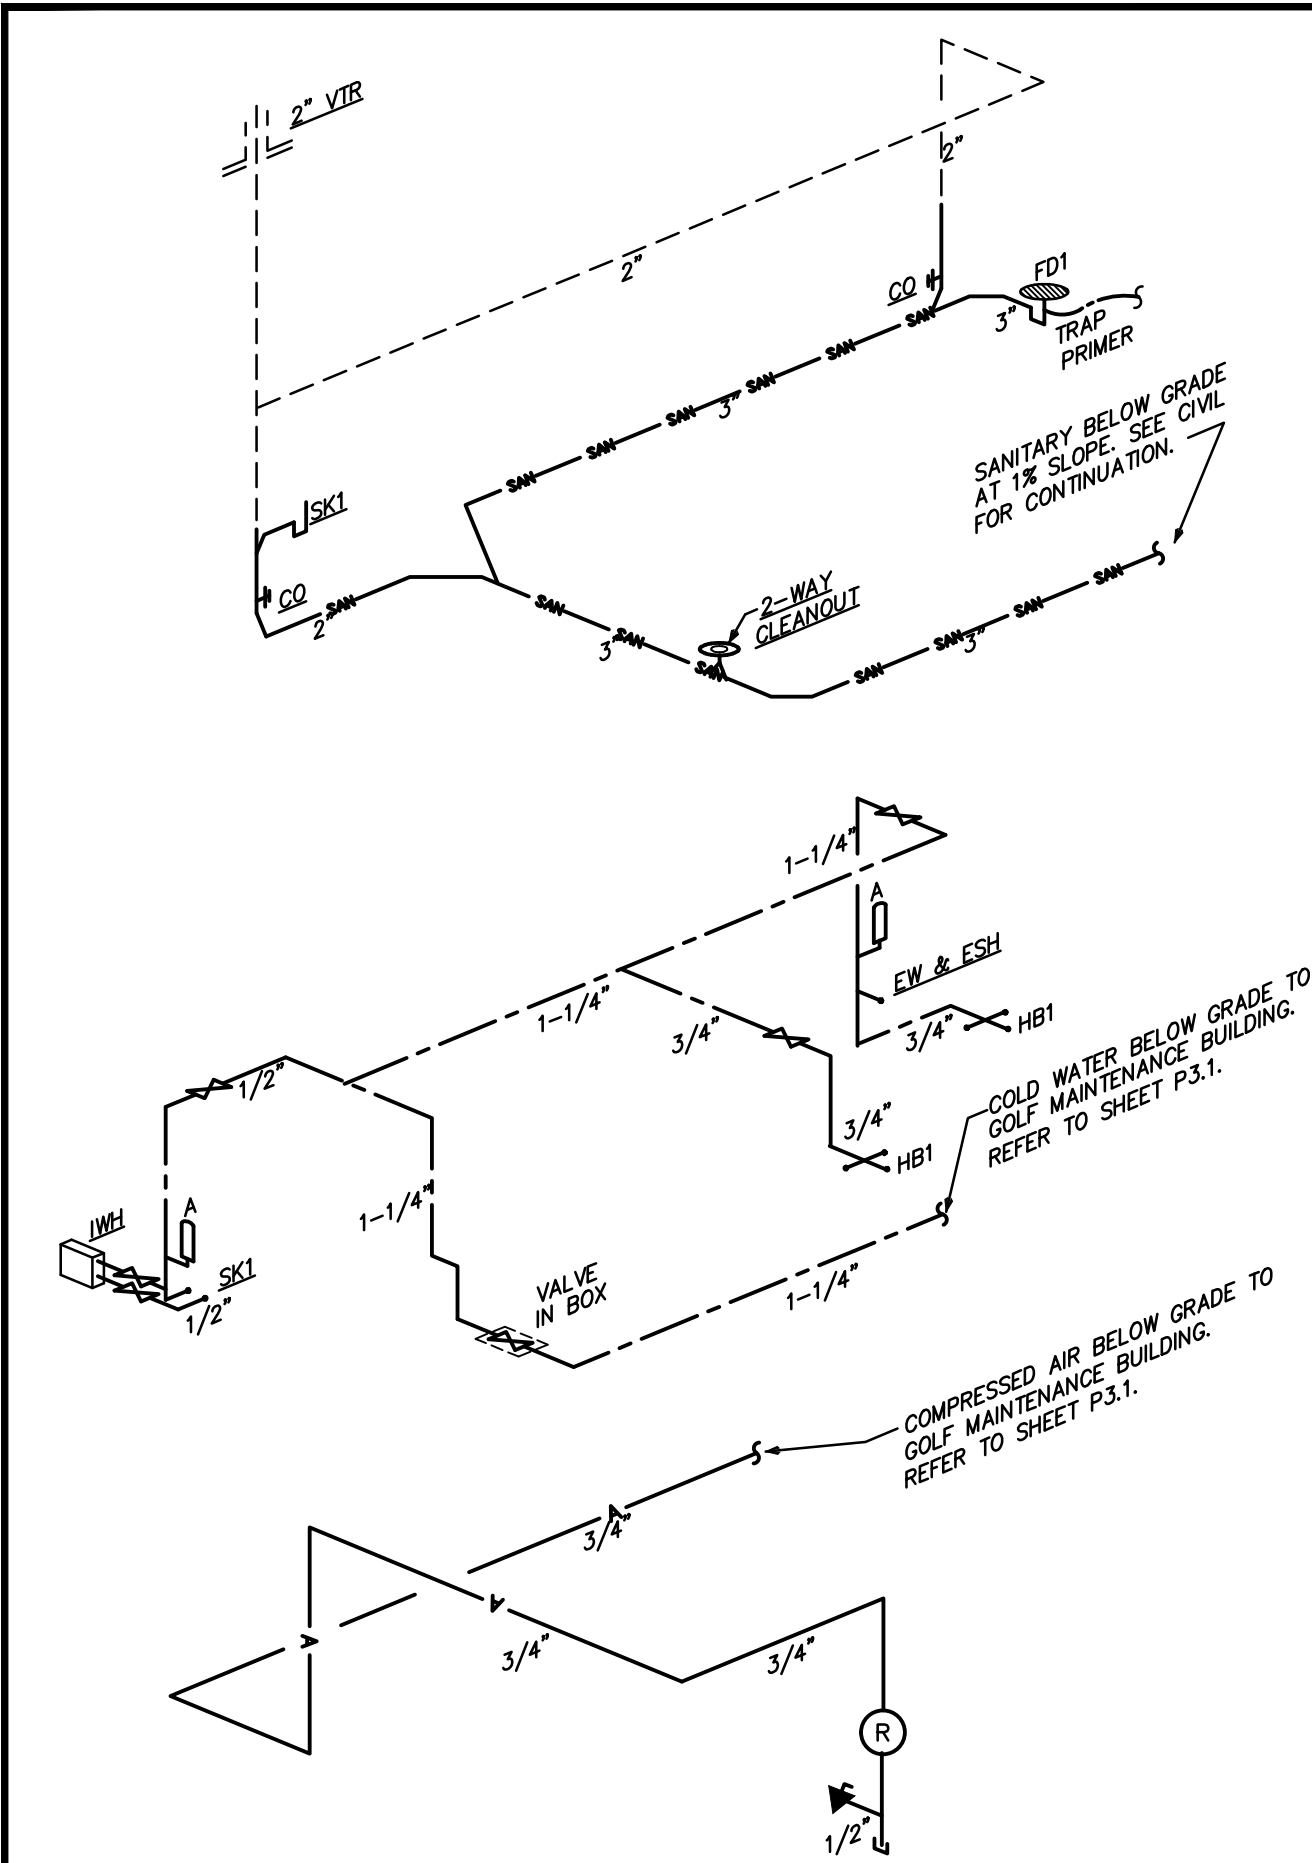 2" VTR
2"
2"
FD1
CO
SAN
3"
TRAP
PRIMER
SAN
SAN
3"
SAN
SAN
SAN
SANITARY BELOW GRADE
AT 1% SLOPE. SEE CIVIL
FOR CONTINUATION.
SK1
CO
SAN
2"
SAN
SAN
3"
SAN
2-WAY
CLEANOUT
SAN
SAN
3"
SAN
SAN
1-1/4"
A
EW & ESH
1-1/4"
3/4"
3/4"
HB1
1/2"
3/4"
HB1
COLD WATER BELOW GRADE TO
GOLF MAINTENANCE BUILDING.
REFER TO SHEET P3.1.
IWH
A
1-1/4"
SK1
1/2"
VALVE
IN BOX
1-1/4"
COMPRESSED AIR BELOW GRADE TO
GOLF MAINTENANCE BUILDING.
REFER TO SHEET P3.1.
A
3/4"
A
A
3/4"
3/4"
R
1/2"